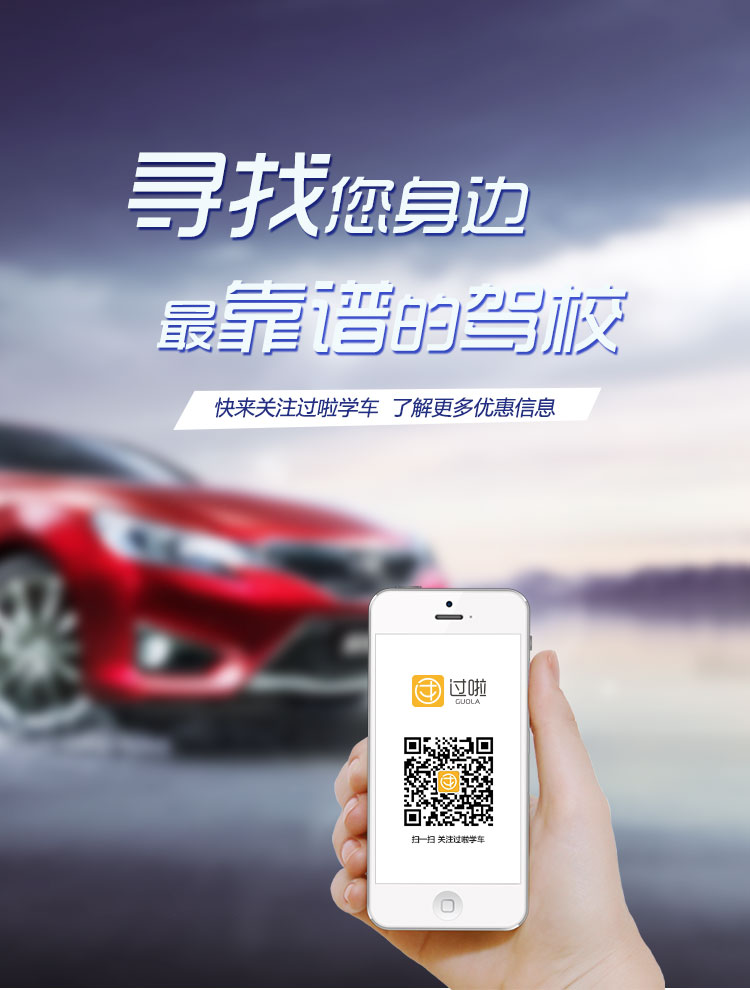 寻找您身边
最靠谱的驾校
快来关注过啦学车 了解更多优惠信息
过啦
GUOLA
扫一扫 关注过啦学车